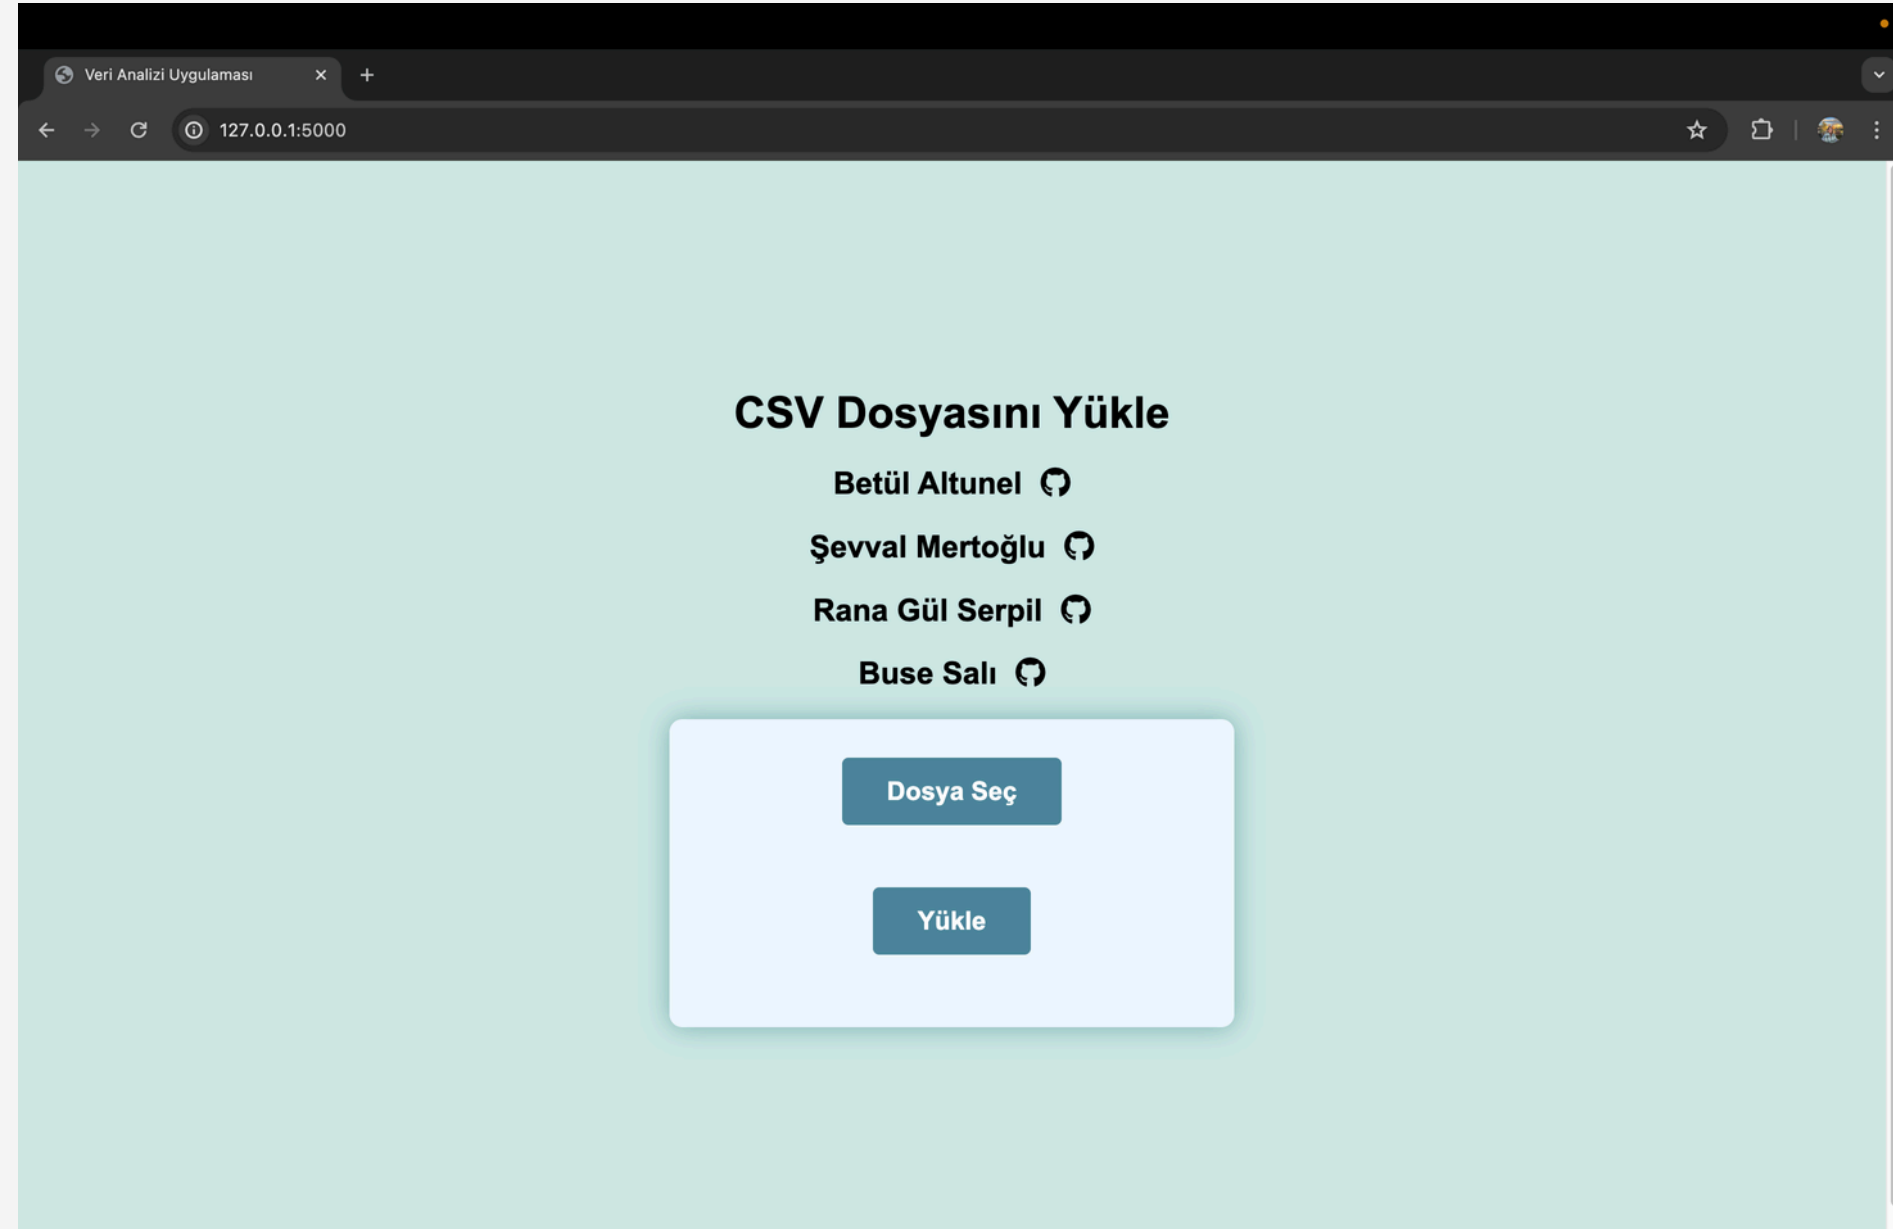 Veri Analizi Uygulaması
127.0.0.1:5000
CSV Dosyasını Yükle
Betül Altunel
Şevval Mertoğlu
Rana Gül Serpil
Buse Salı
Dosya Seç
Yükle